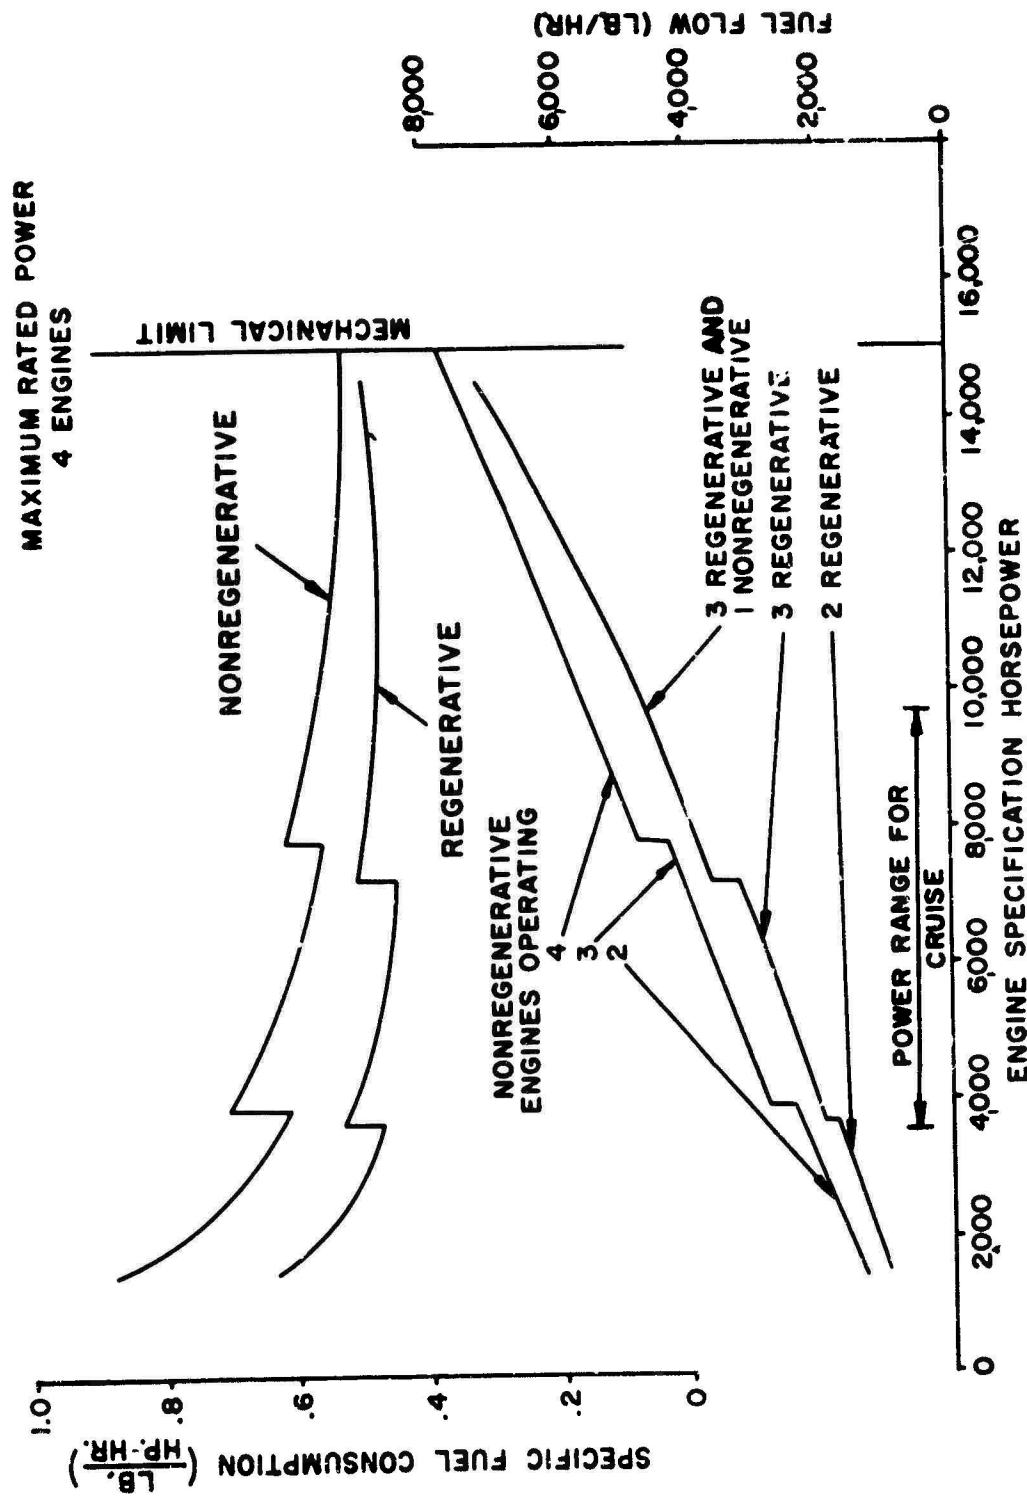 MAXIMUM RATED POWER
4 ENGINES
SPECIFIC FUEL CONSUMPTION ( LB. / HP.-HR. )
1.0
.8
.6
.4
.2
0
NONREGENERATIVE
REGENERATIVE
MECHANICAL LIMIT
NONREGENERATIVE
ENGINES OPERATING
4
3
2
3 REGENERATIVE AND
1 NONREGENERATIVE
3 REGENERATIVE
2 REGENERATIVE
POWER RANGE FOR
CRUISE
FUEL FLOW (LB/HR)
8,000
6,000
4,000
2,000
0
0
2,000
4,000
6,000
8,000
10,000
12,000
14,000
16,000
ENGINE SPECIFICATION HORSEPOWER